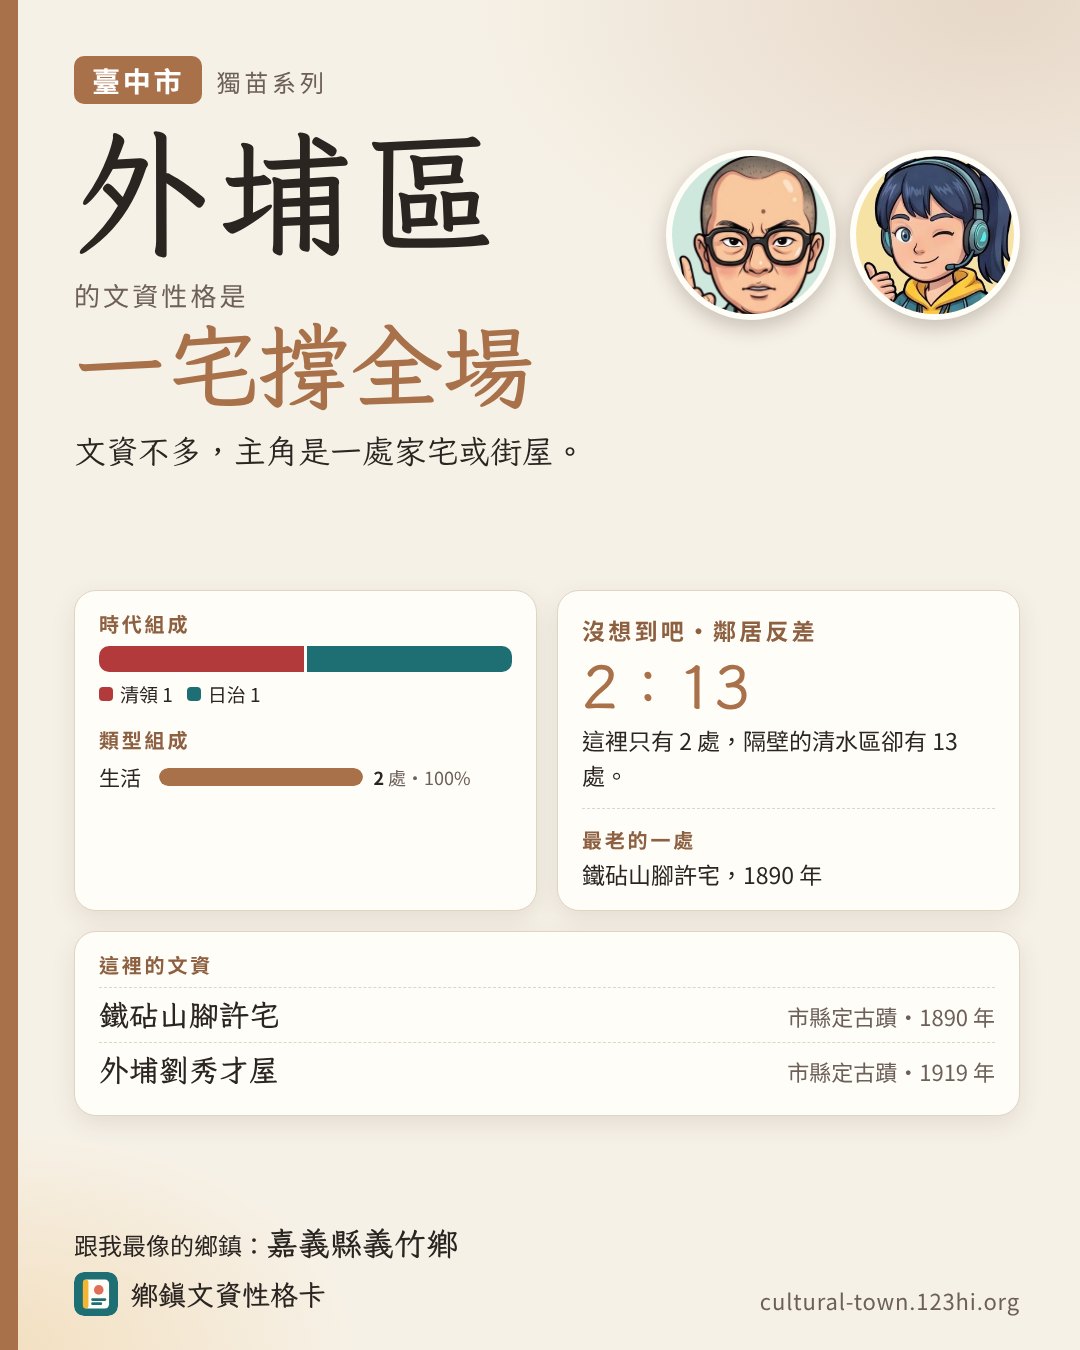 臺中市 獨苗系列
外埔區
的文資性格是
一宅撐全場
文資不多，主角是一處家宅或街屋。
時代組成
清領 1 日治 1
類型組成
生活 2 處・100%
沒想到吧・鄰居反差
2：13
這裡只有 2 處，隔壁的清水區卻有 13
處。
最老的一處
鐵砧山腳許宅，1890 年
這裡的文資
鐵砧山腳許宅 市縣定古蹟・1890 年
外埔劉秀才屋 市縣定古蹟・1919 年
跟我最像的鄉鎮：嘉義縣義竹鄉
鄉鎮文資性格卡
cultural-town.123hi.org